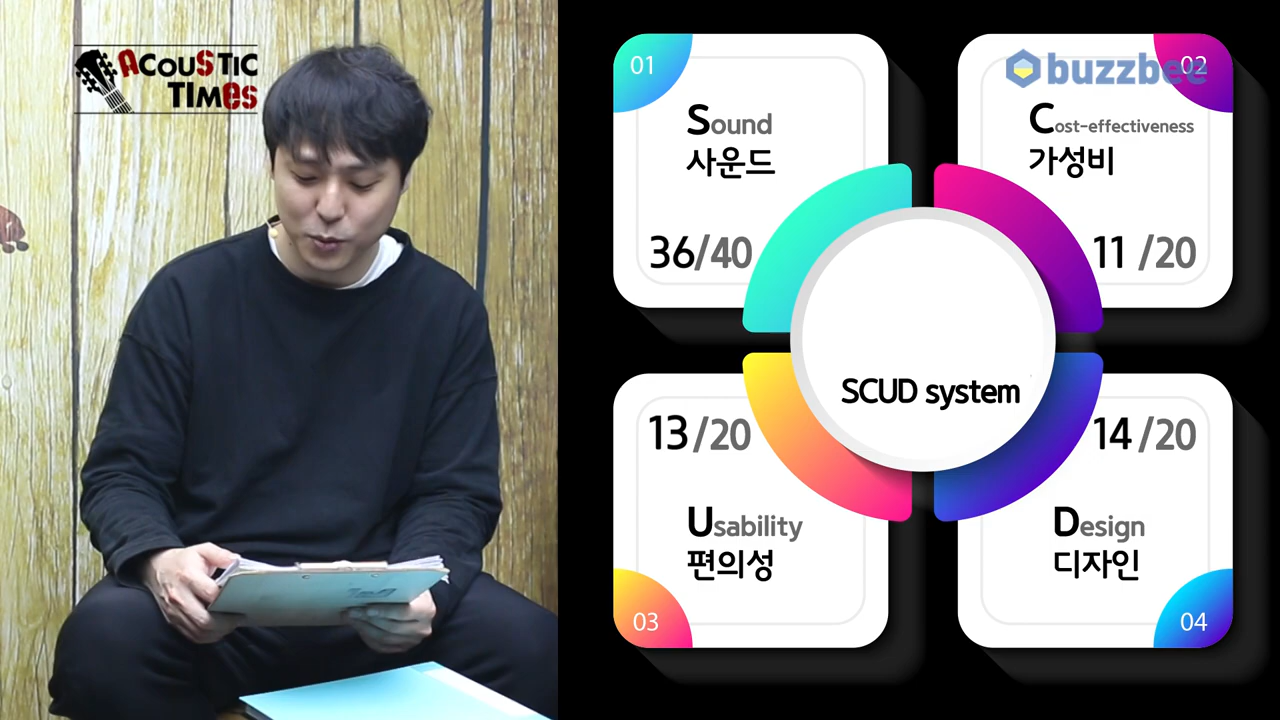 ACOUSTIC
TIMES
buzzbee
01
Sound
사운드
36/40
02
Cost-effectiveness
가성비
11 /20
SCUD system
13/20
Usability
편의성
03
14/20
Design
디자인
04